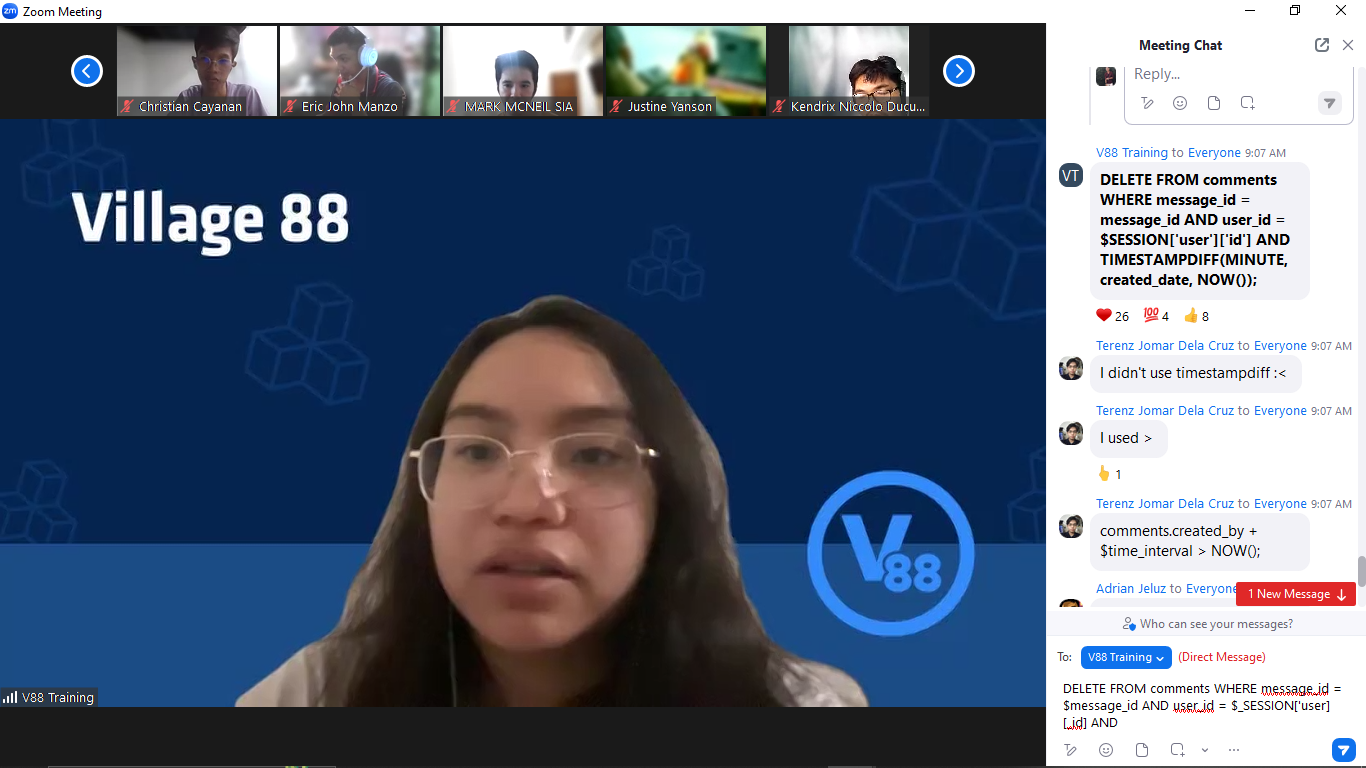 Zoom Meeting
Christian Cayanan
Eric John Manzo
MARK MCNEIL SIA
Justine Yanson
Kendrix Niccolo Ducu...
Village 88
V88
V88 Training
Meeting Chat
Reply...
V88 Training to Everyone 9:07 AM
VT
DELETE FROM comments
WHERE message_id =
message_id AND user_id =
$SESSION['user']['id'] AND
TIMESTAMPDIFF(MINUTE,
created_date, NOW());
26
100 4
8
Terenz Jomar Dela Cruz to Everyone 9:07 AM
I didn't use timestampdiff :<
Terenz Jomar Dela Cruz to Everyone 9:07 AM
I used >
1
Terenz Jomar Dela Cruz to Everyone 9:07 AM
comments.created_by +
$time_interval > NOW();
Adrian Jeluz to Everyone
1 New Message
Who can see your messages?
To: V88 Training (Direct Message)
DELETE FROM comments WHERE message_id =
$message_id AND user_id = $_SESSION['user]
[_id] AND